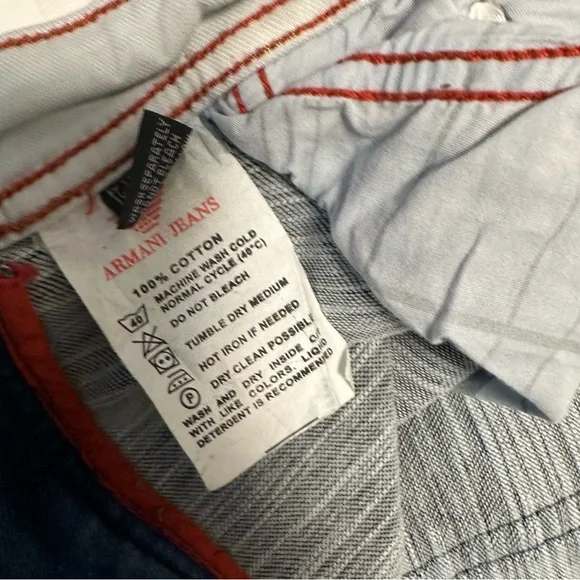 WASH SEPARATELY
DO NOT BLEACH
ARMANI JEANS
100% COTTON
MACHINE WASH COLD
NORMAL CYCLE (40°C)
DO NOT BLEACH
TUMBLE DRY MEDIUM
HOT IRON IF NEEDED
DRY CLEAN POSSIBLE
WASH AND DRY INSIDE
WITH LIKE COLORS. LIQUID
DETERGENT IS RECOMMENDED
40
P